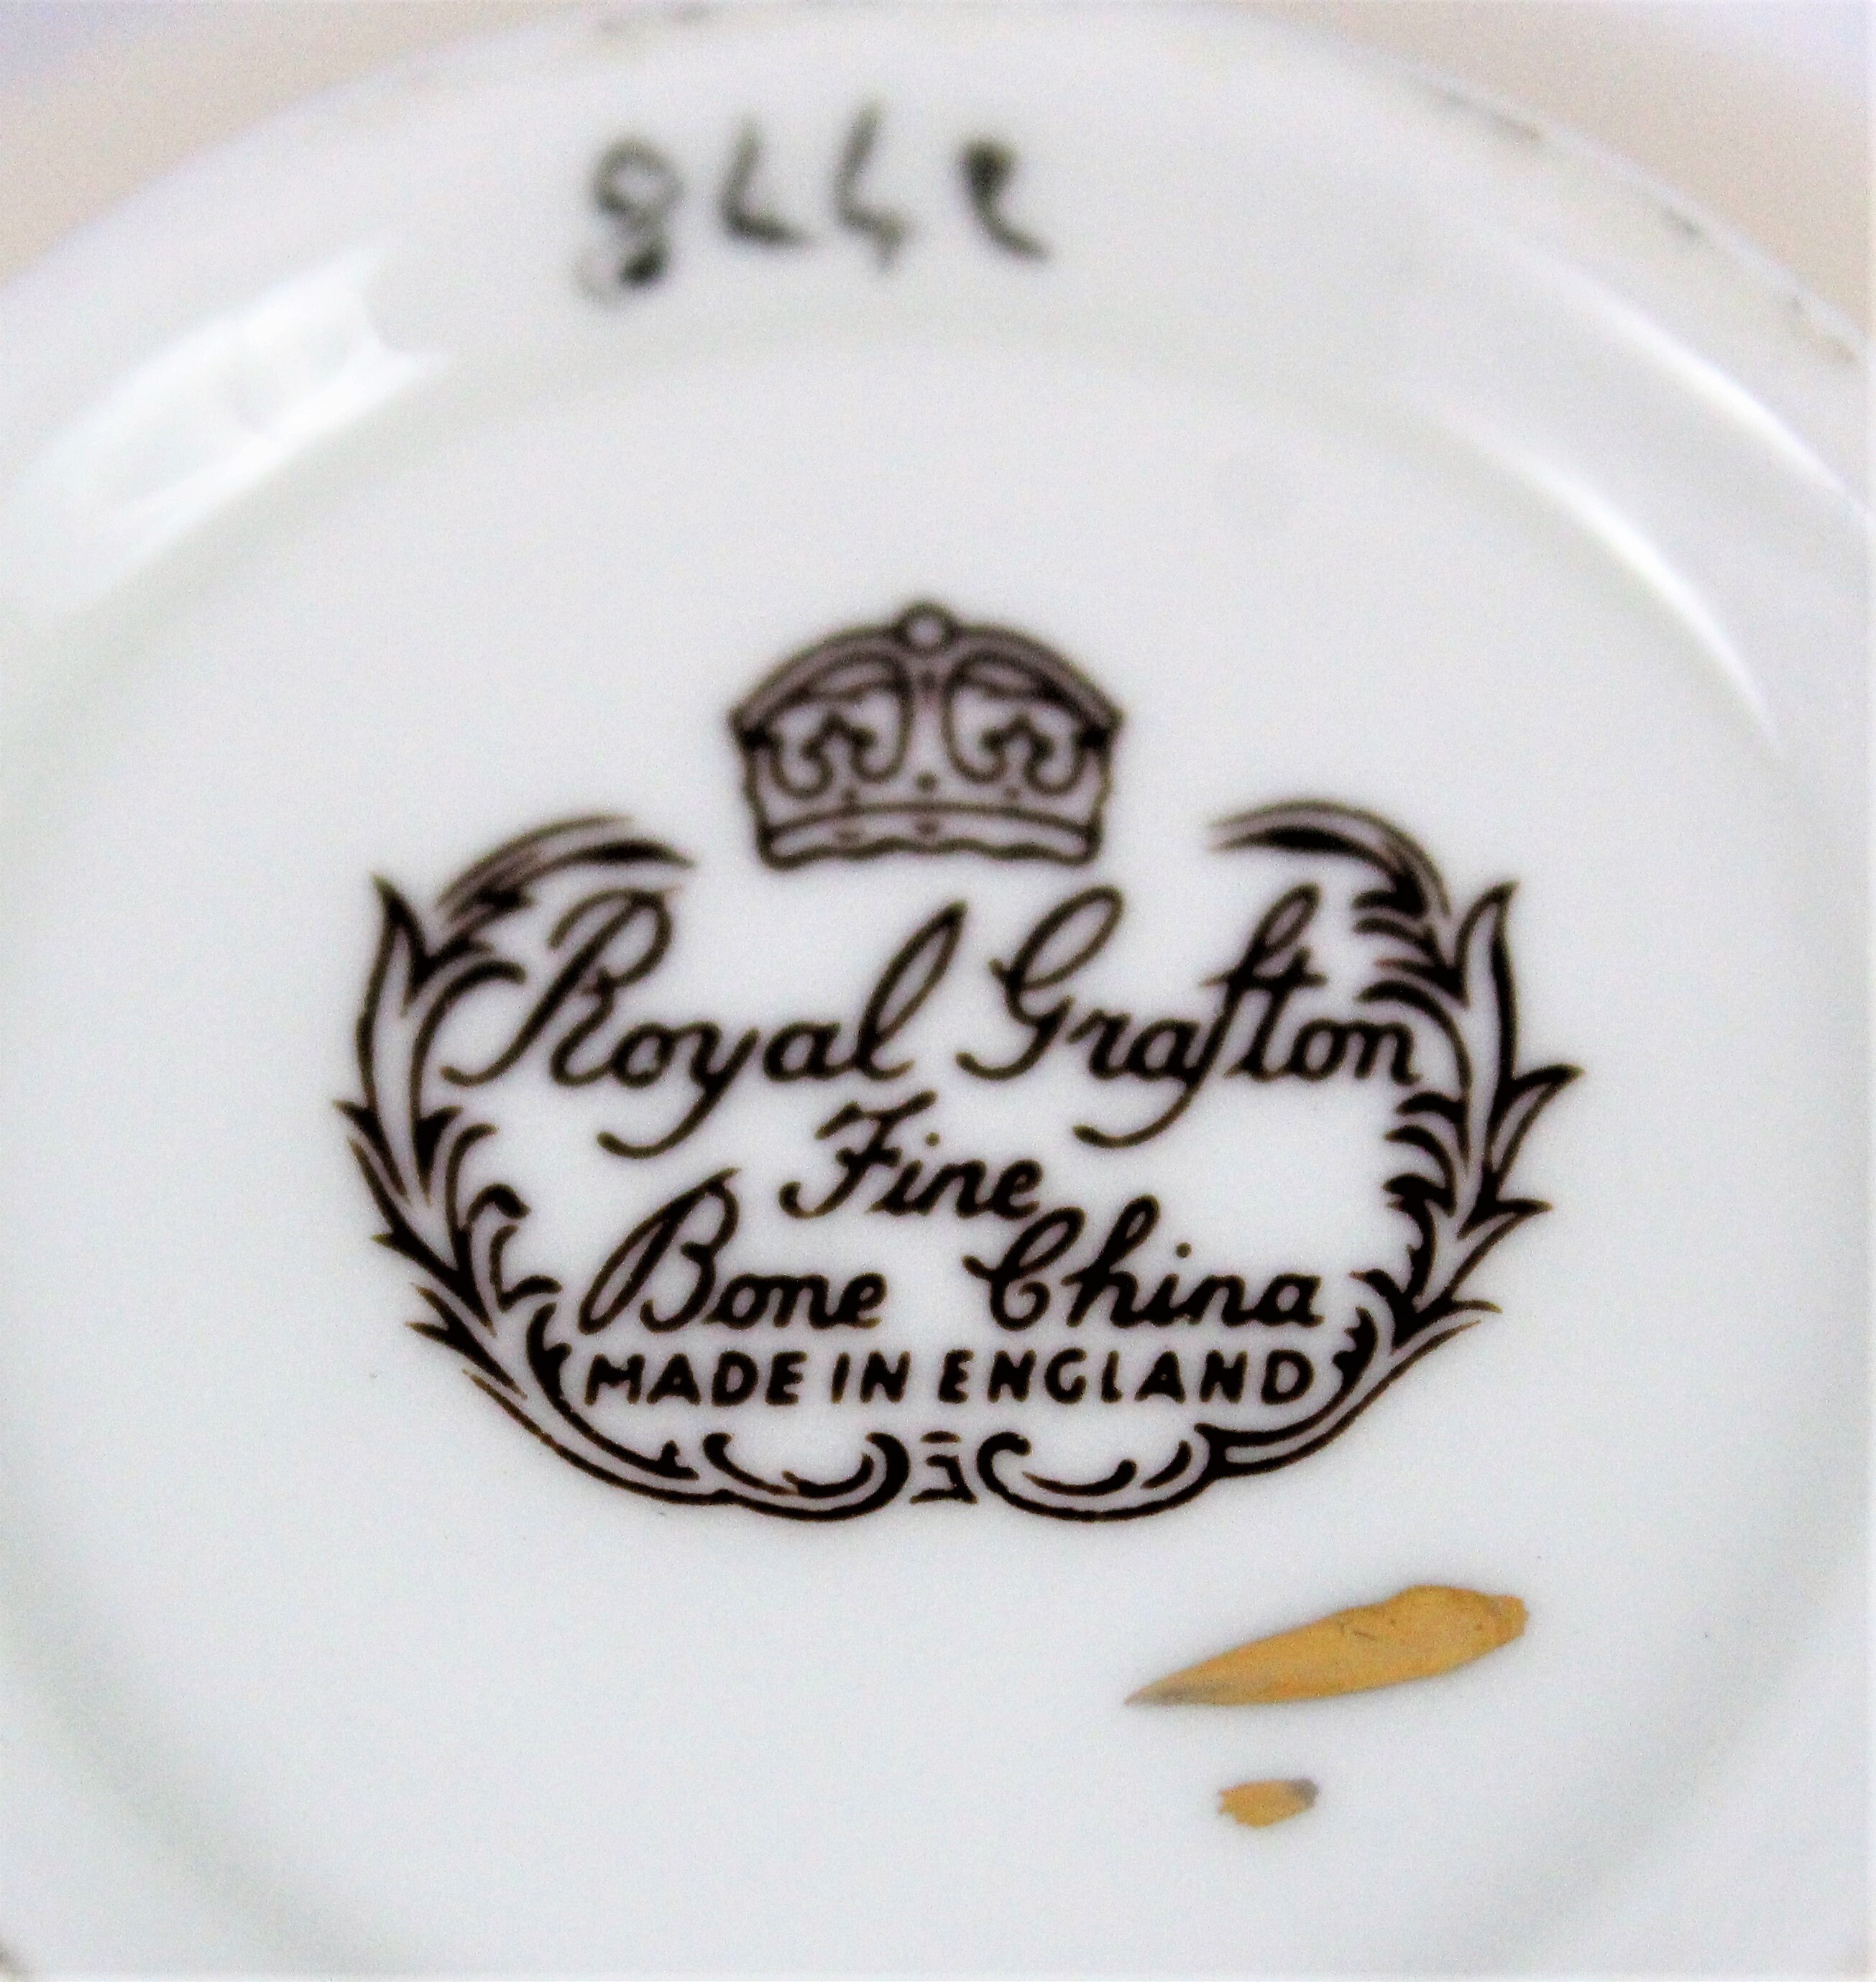 Royal Grafton
Fine
Bone China
MADE IN ENGLAND